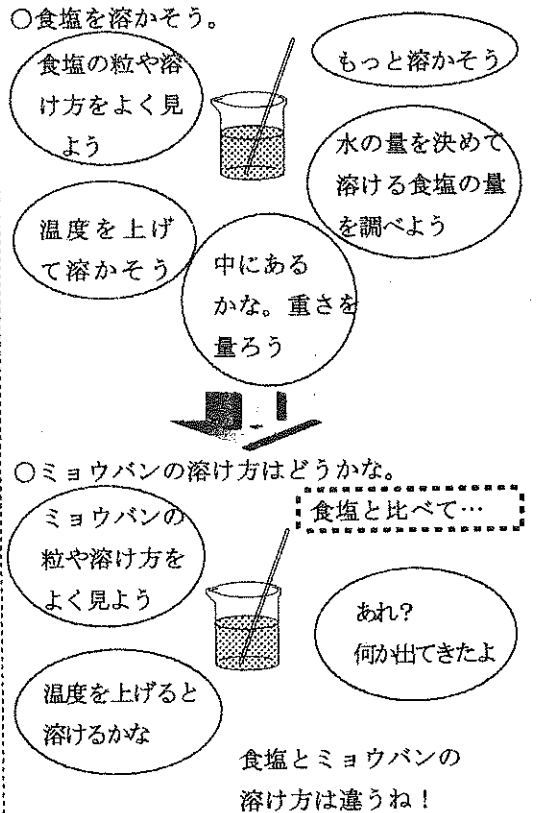 ○食塩を溶かそう。
食塩の粒や溶
け方をよく見
よう
もっと溶かそう
水の量を決めて
溶ける食塩の量
を調べよう
温度を上げ
て溶かそう
中にある
かな。重さを
量ろう
○ミョウバンの溶け方はどうかな。
食塩と比べて…
ミョウバンの
粒や溶け方を
よく見よう
あれ?
何か出てきたよ
温度を上げると
溶けるかな
食塩とミョウバンの
溶け方は違うね!